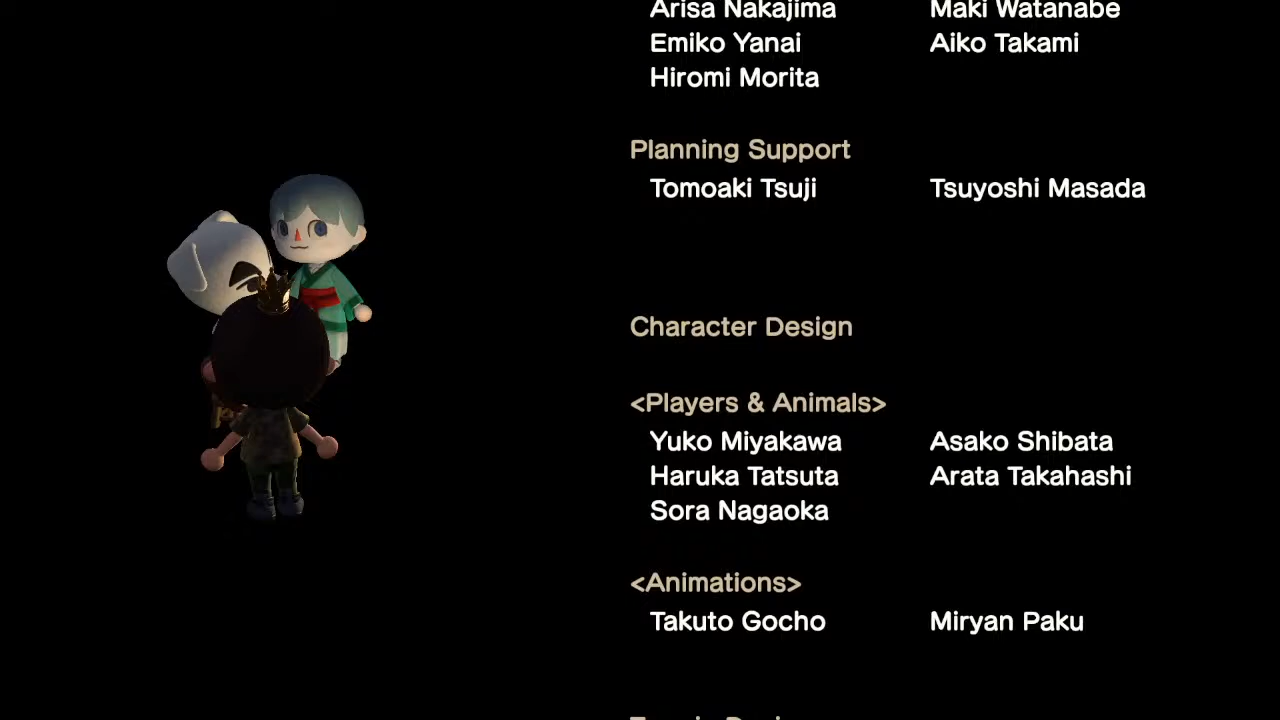 Arisa Nakajima Maki Watanabe
Emiko Yanai Aiko Takami
Hiromi Morita
Planning Support
Tomoaki Tsuji Tsuyoshi Masada
Character Design
<Players & Animals>
Yuko Miyakawa Asako Shibata
Haruka Tatsuta Arata Takahashi
Sora Nagaoka
<Animations>
Takuto Gocho Miryan Paku